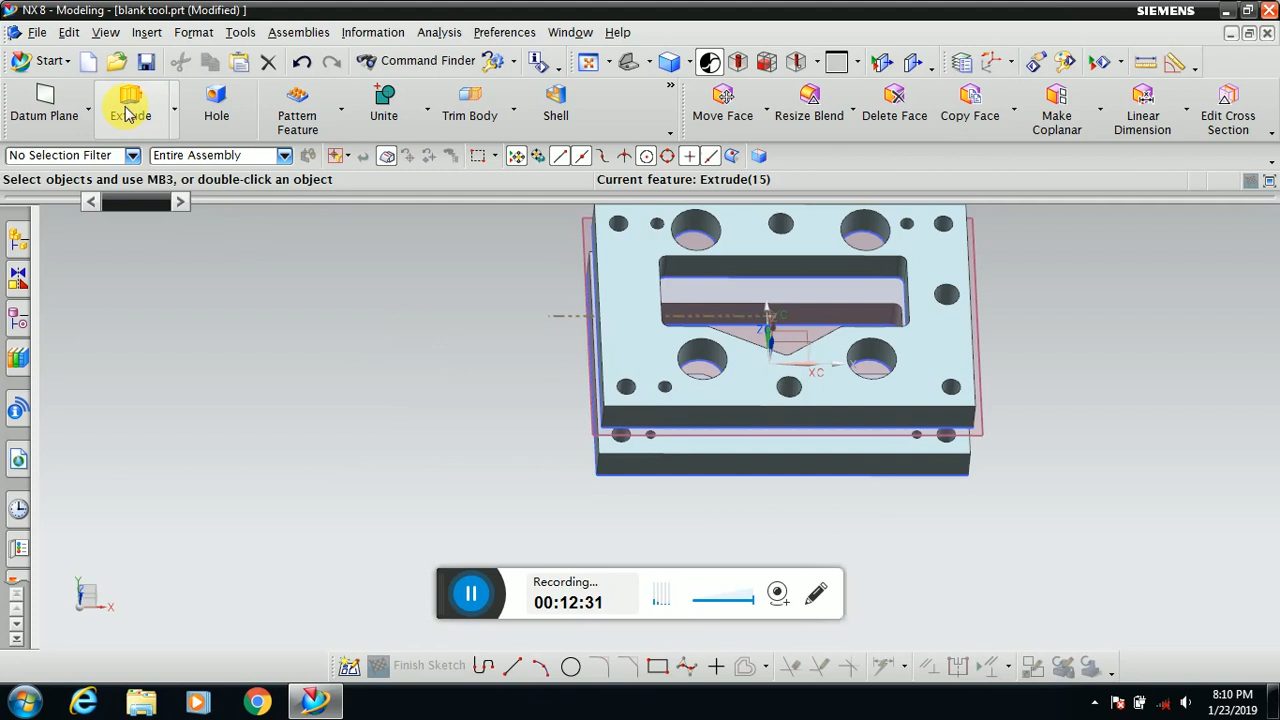 NX 8 - Modeling - [blank tool.prt (Modified) ]
SIEMENS
File Edit View Insert Format Tools Assemblies Information Analysis Preferences Window Help
Start Command Finder
Datum Plane Extrude Hole Pattern Feature Unite Trim Body Shell Move Face Resize Blend Delete Face Copy Face Make Coplanar Linear Dimension Edit Cross Section
No Selection Filter Entire Assembly
Select objects and use MB3, or double-click an object
Current feature: Extrude(15)
XC
Recording...
00:12:31
Y
X
Finish Sketch
8:10 PM
1/23/2019